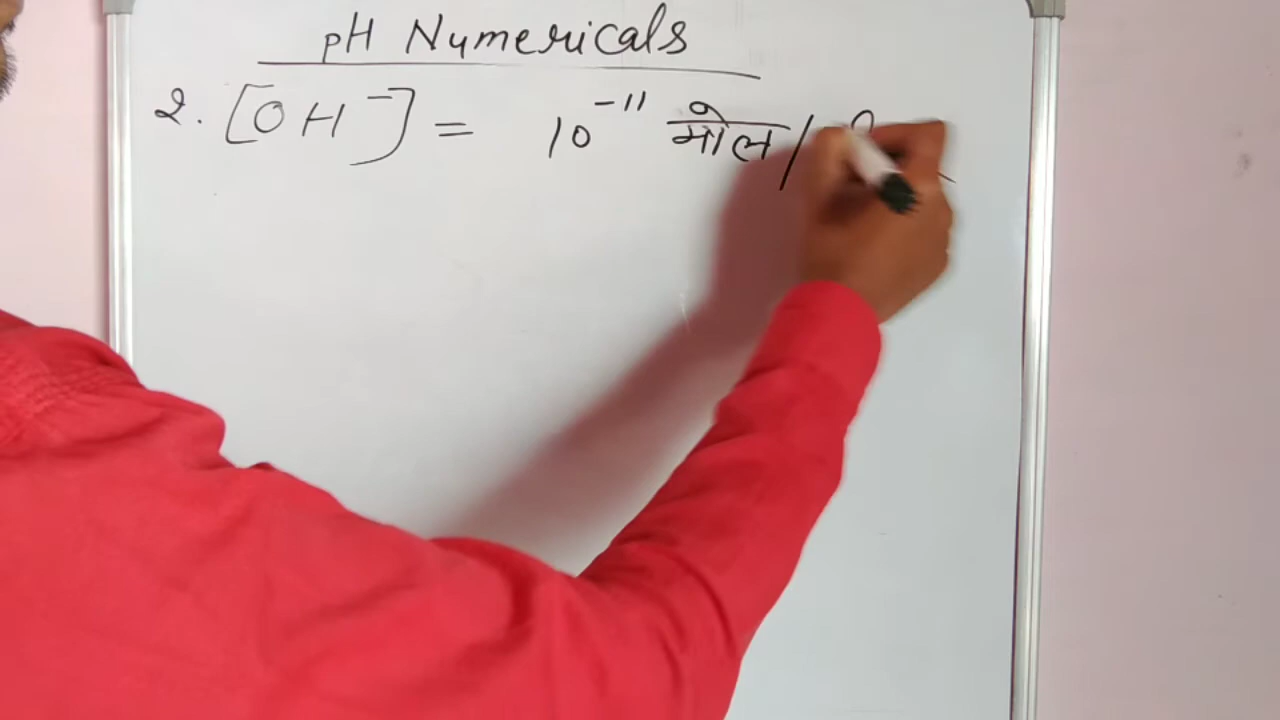 pH Numericals
2. [OH⁻] = 10⁻¹¹ मोल /